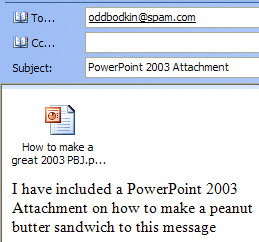 To... oddbodkin@spam.com
Cc...
Subject: PowerPoint 2003 Attachment
How to make a
great 2003 PBJ.p...
I have included a PowerPoint 2003
Attachment on how to make a peanut
butter sandwich to this message